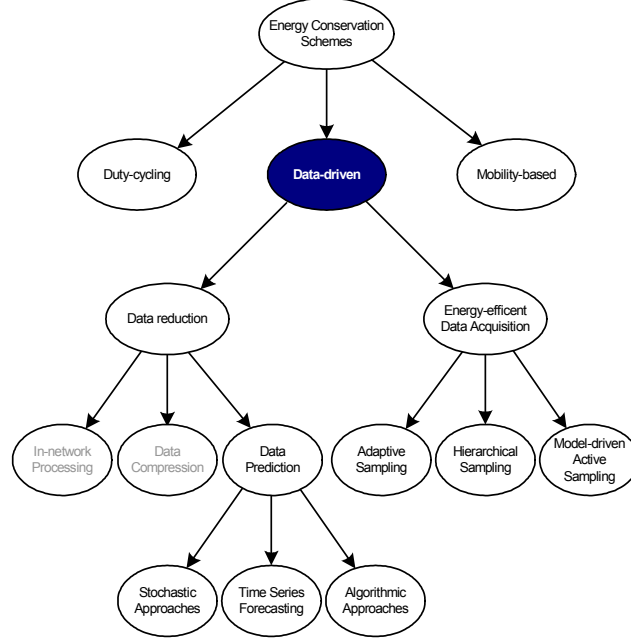 Energy Conservation
Schemes
Duty-cycling
Data-driven
Mobility-based
Data reduction
Energy-efficent
Data Acquisition
In-network
Processing
Data
Compression
Data
Prediction
Adaptive
Sampling
Hierarchical
Sampling
Model-driven
Active
Sampling
Stochastic
Approaches
Time Series
Forecasting
Algorithmic
Approaches